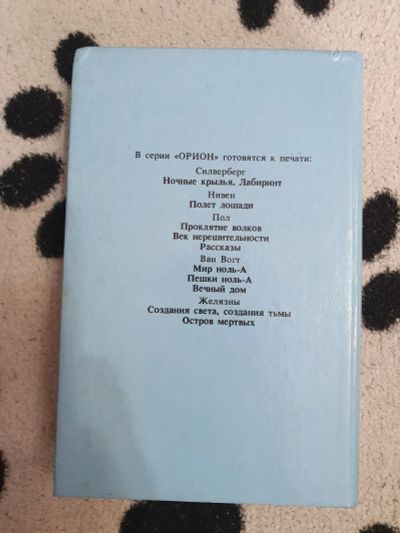 В серии «ОРИОН» готовятся к печати:
Силверберг
Ночные крылья. Лабиринт
Нивен
Полет лошади
Пол
Проклятие волков
Век нерешительности
Рассказы
Ван Вогт
Мир ноль-А
Пешки ноль-А
Вечный дом
Желязны
Создания света, создания тьмы
Остров мертвых